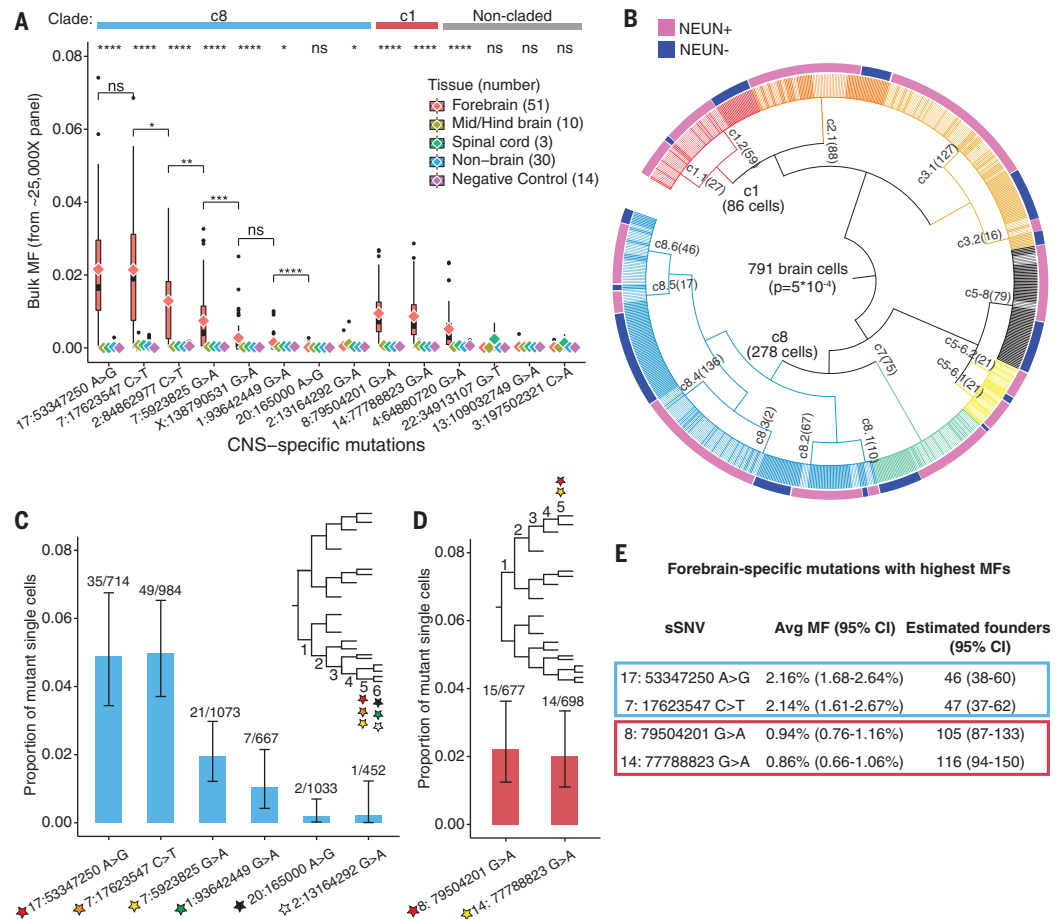 A
Clade:
c8
c1
Non-claded
**** **** **** **** **** * ns * **** **** **** ns ns ns
Bulk MF (from ~25,000X panel)
0.08
0.06
0.04
0.02
0.00
ns
*
**
***
ns
****
Tissue (number)
Forebrain (51)
Mid/Hind brain (10)
Spinal cord (3)
Non-brain (30)
Negative Control (14)
17:53347250 A>G
7:17623547 C>T
2:84862977 C>T
7:5923825 G>A
X:138790531 G>A
1:93642449 G>A
20:165000 A>G
2:13164292 G>A
8:79504201 G>A
14:77788823 G>A
4:64880720 G>A
22:34913107 G>T
13:109032749 G>A
3:197502321 C>A
CNS-specific mutations
B
NEUN+
NEUN-
c1.1(27)
c1.2(59)
c2.1(88)
c3.1(127)
c3.2(16)
c1
(86 cells)
791 brain cells
(p=5*10-4)
c5-8(79)
c5-6.2(21)
c5-6.1(21)
c7(75)
c8
(278 cells)
c8.6(46)
c8.5(17)
c8.4(136)
c8.3(2)
c8.2(67)
c8.1(10)
C
Proportion of mutant single cells
0.08
0.06
0.04
0.02
0.00
35/714
49/984
21/1073
7/667
2/1033
1/452
1
2
3
4
5
6
17:53347250 A>G
7:17623547 C>T
7:5923825 G>A
1:93642449 G>A
20:165000 A>G
2:13164292 G>A
D
Proportion of mutant single cells
0.08
0.06
0.04
0.02
0.00
1
2
3
4
5
15/677
14/698
8: 79504201 G>A
14: 77788823 G>A
E
Forebrain-specific mutations with highest MFs
sSNV Avg MF (95% CI) Estimated founders
(95% CI)
17: 53347250 A>G 2.16% (1.68-2.64%) 46 (38-60)
7: 17623547 C>T 2.14% (1.61-2.67%) 47 (37-62)
8: 79504201 G>A 0.94% (0.76-1.16%) 105 (87-133)
14: 77788823 G>A 0.86% (0.66-1.06%) 116 (94-150)